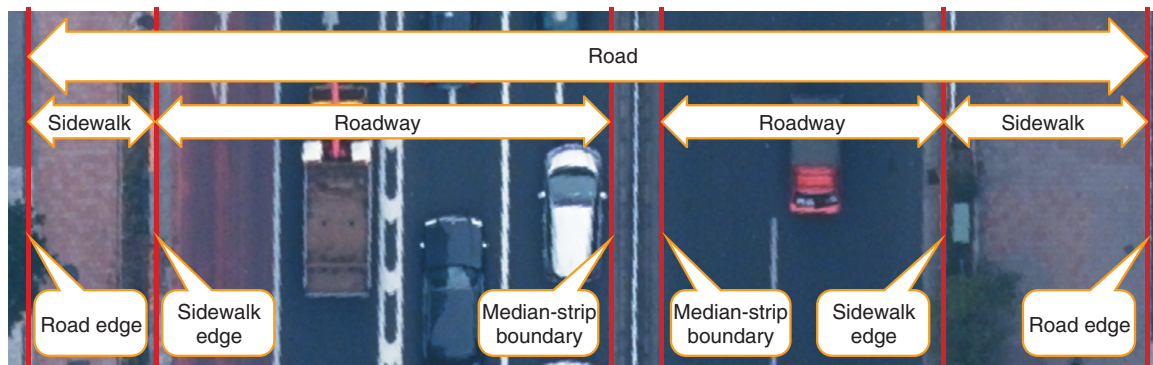 Road
Sidewalk
Roadway
Roadway
Sidewalk
Road edge
Sidewalk
edge
Median-strip
boundary
Median-strip
boundary
Sidewalk
edge
Road edge